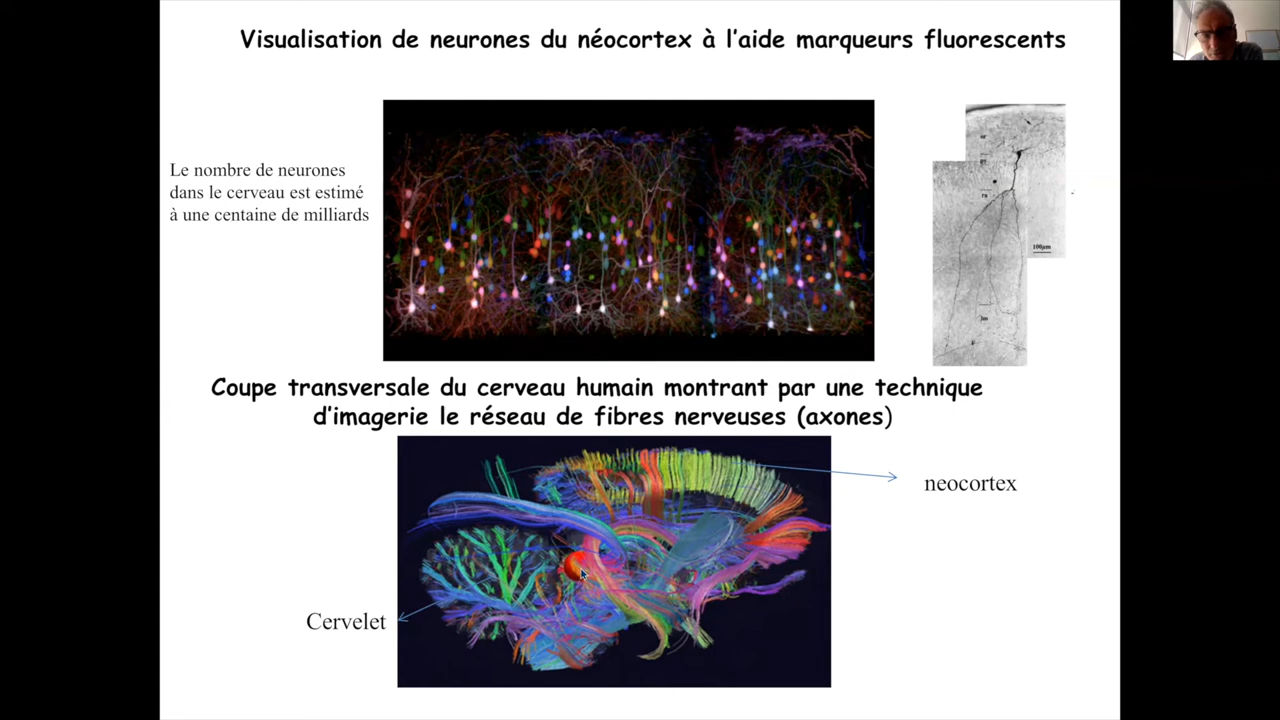 Visualisation de neurones du néocortex à l'aide marqueurs fluorescents
Le nombre de neurones
dans le cerveau est estimé
à une centaine de milliards
100µm
Coupe transversale du cerveau humain montrant par une technique
d'imagerie le réseau de fibres nerveuses (axones)
neocortex
Cervelet